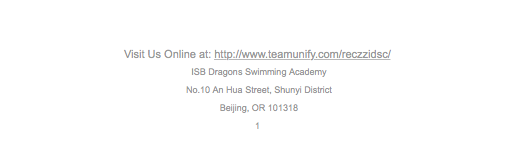 Visit Us Online at: http://www.teamunify.com/reczzidsc/
ISB Dragons Swimming Academy
No.10 An Hua Street, Shunyi District
Beijing, OR 101318
1